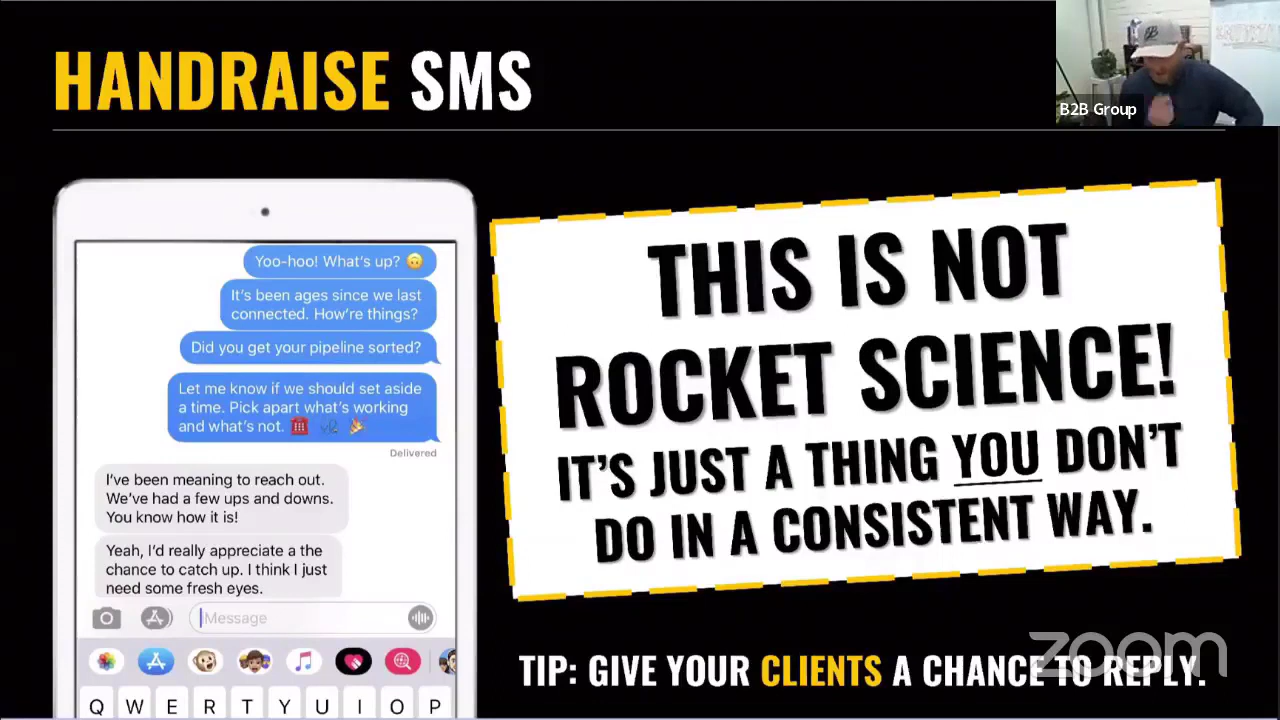 HANDRAISE SMS
B2B Group
Yoo-hoo! What's up? 🙃
It's been ages since we last
connected. How're things?
Did you get your pipeline sorted?
Let me know if we should set aside
a time. Pick apart what's working
and what's not.
Delivered
I've been meaning to reach out.
We've had a few ups and downs.
You know how it is!
Yeah, I'd really appreciate a the
chance to catch up. I think I just
need some fresh eyes.
Message
Q W E R T Y U I O P
THIS IS NOT
ROCKET SCIENCE!
IT'S JUST A THING YOU DON'T
DO IN A CONSISTENT WAY.
TIP: GIVE YOUR CLIENTS A CHANCE TO REPLY.
zoom